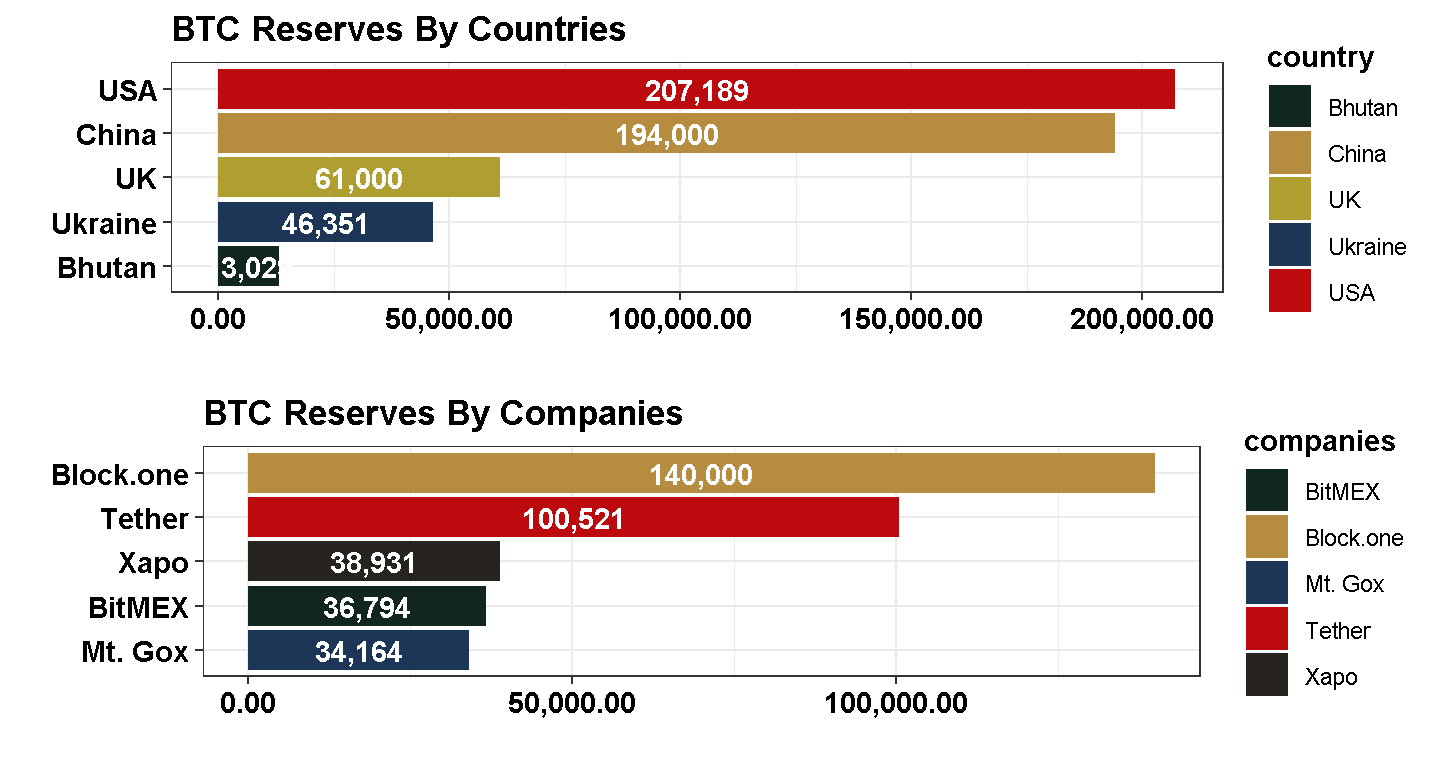 BTC Reserves By Countries
USA
207,189
China
194,000
UK
61,000
Ukraine
46,351
Bhutan
0.00
50,000.00
100,000.00
150,000.00
200,000.00
country
Bhutan
China
UK
Ukraine
USA
BTC Reserves By Companies
Block.one
140,000
Tether
100,521
Xapo
38,931
BitMEX
36,794
Mt. Gox
34,164
0.00
50,000.00
100,000.00
companies
BitMEX
Block.one
Mt. Gox
Tether
Xapo